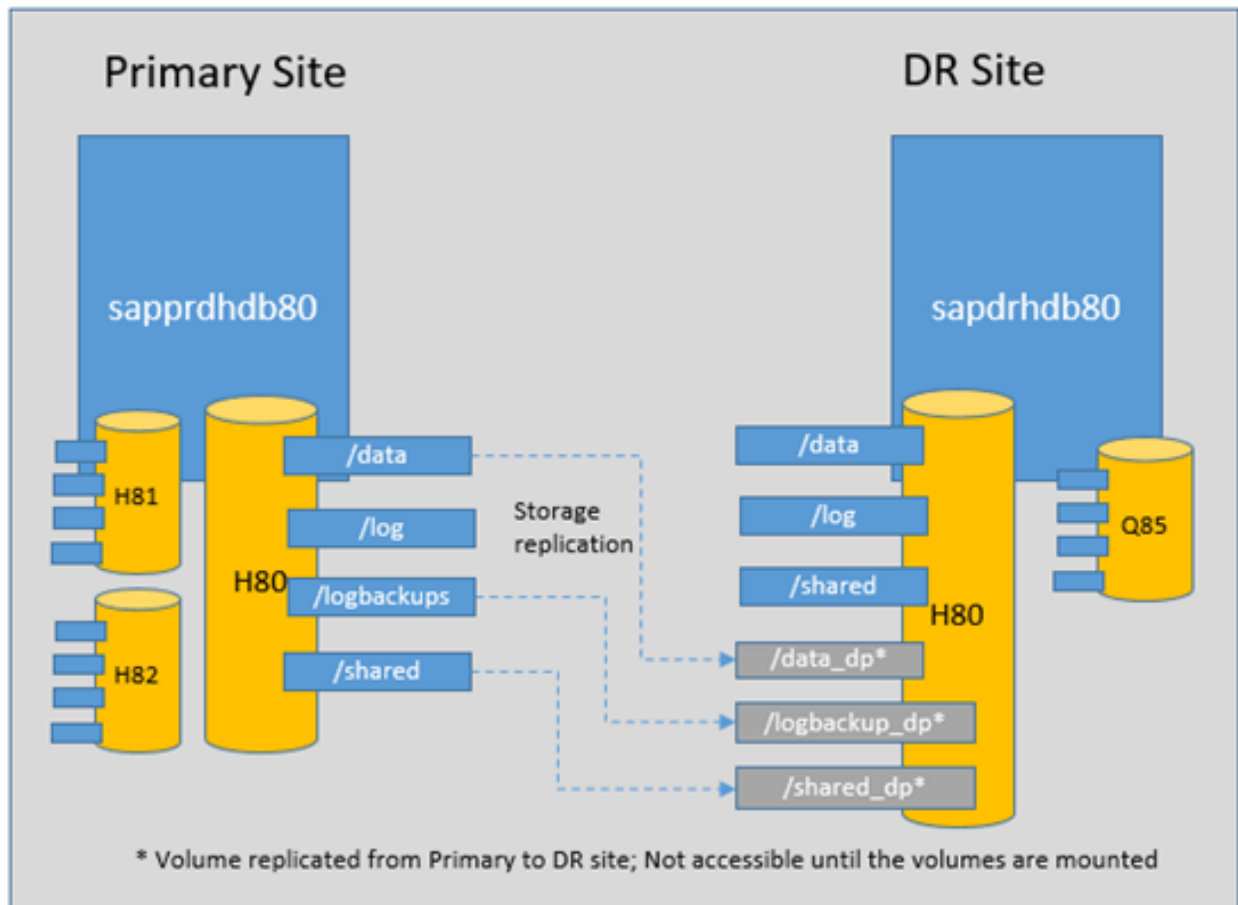 Primary Site
DR Site
sapprdhdb80
sapdrhdb80
H81
H82
H80
/data
/log
/logbackups
/shared
Storage
replication
/data
/log
/shared
/data_dp*
/logbackup_dp*
/shared_dp*
H80
Q85
* Volume replicated from Primary to DR site; Not accessible until the volumes are mounted